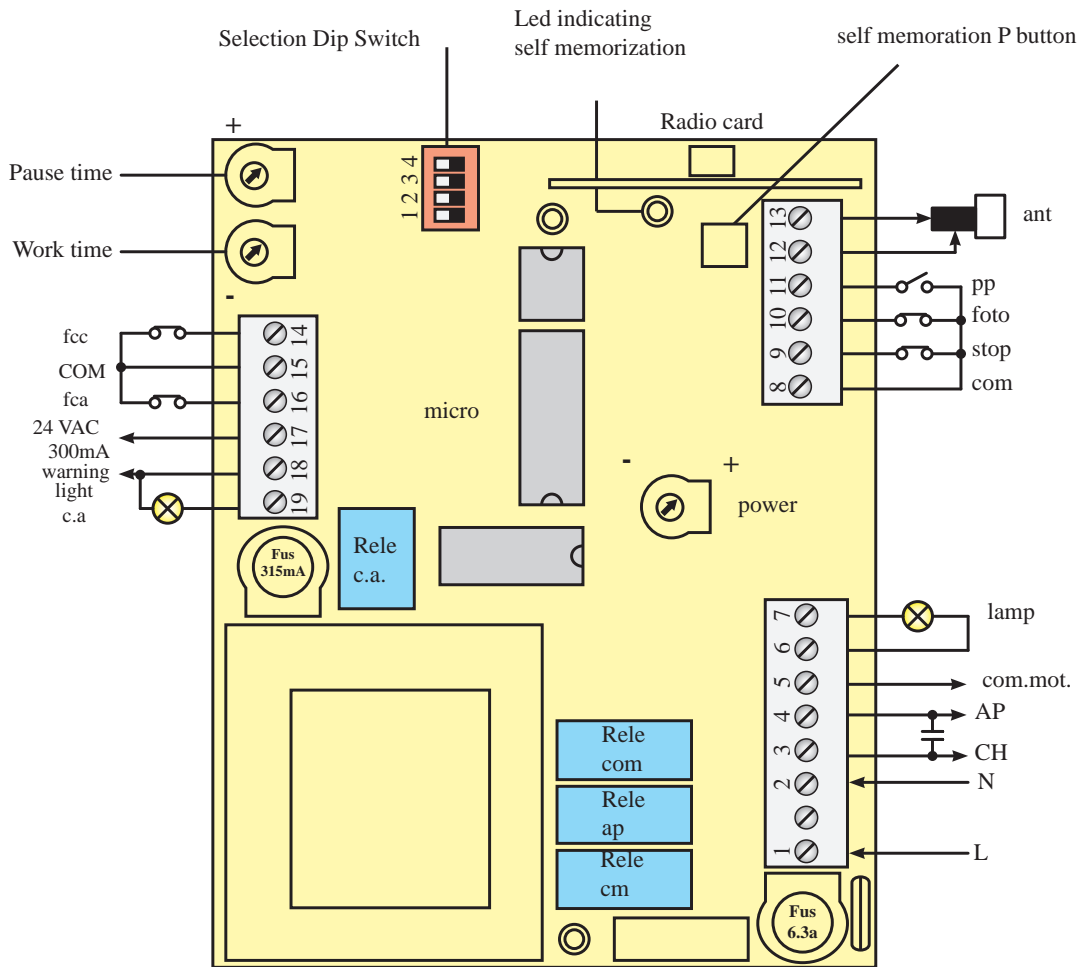 Led indicating
self memorization
Selection Dip Switch
self memoration P button
+
Radio card
Pause time
1 2 3 4
Work time
-
13
12
11
10
9
8
ant
pp
foto
stop
com
fcc
COM
fca
24 VAC
300mA
warning
light
c.a
14
15
16
17
18
19
micro
-
+
power
Fus
315mA
Rele
c.a.
7
6
5
4
3
2
1
lamp
com.mot.
AP
CH
N
L
Rele
com
Rele
ap
Rele
cm
Fus
6.3a